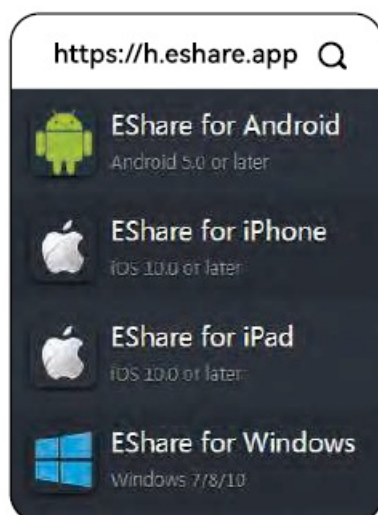 https://h.eshare.app
EShare for Android
Android 5.0 or later
EShare for iPhone
iOS 10.0 or later
EShare for iPad
iOS 10.0 or later
EShare for Windows
Windows 7/8/10